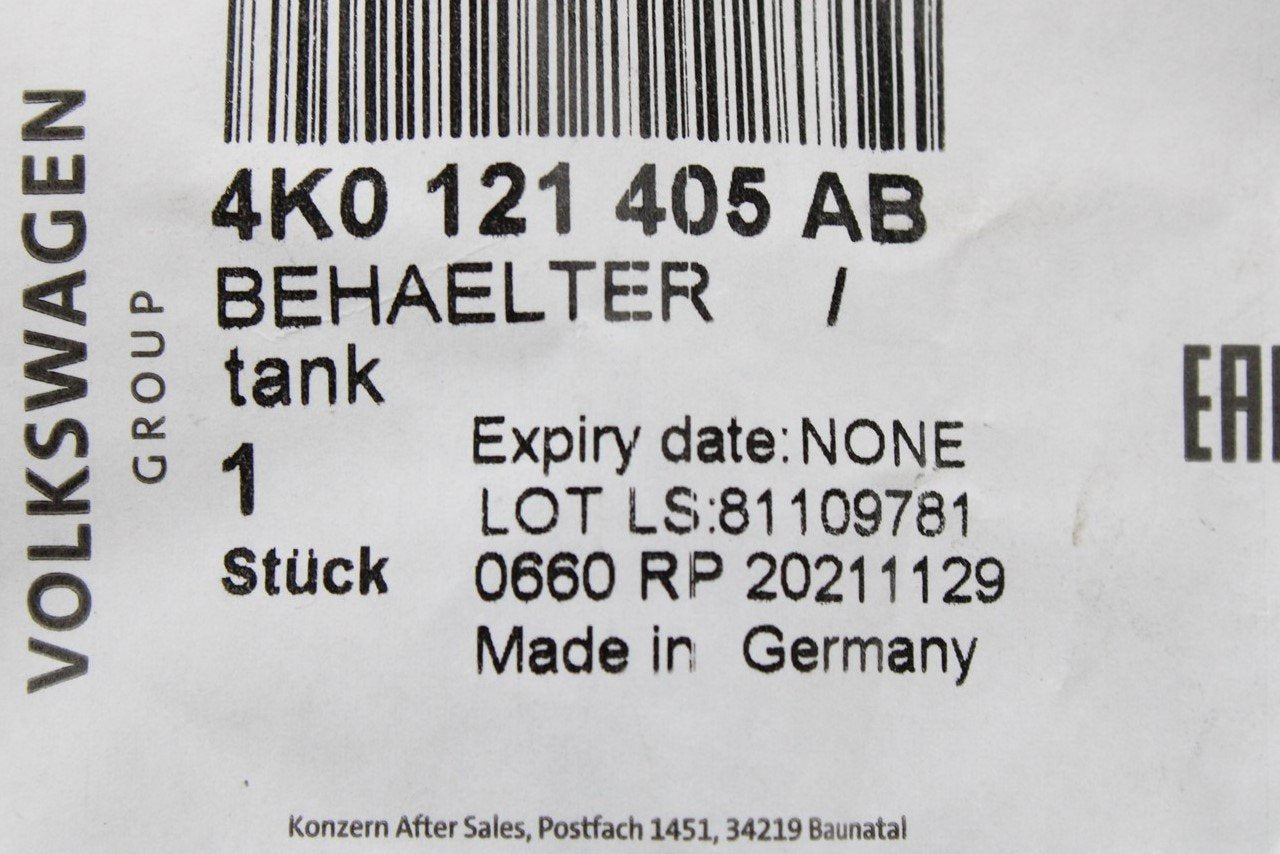 VOLKSWAGEN
GROUP
4K0 121 405 AB
BEHAELTER /
tank
1
Stück
Expiry date: NONE
LOT LS:81109781
0660 RP 20211129
Made in Germany
EAC
Konzern After Sales, Postfach 1451, 34219 Baunatal